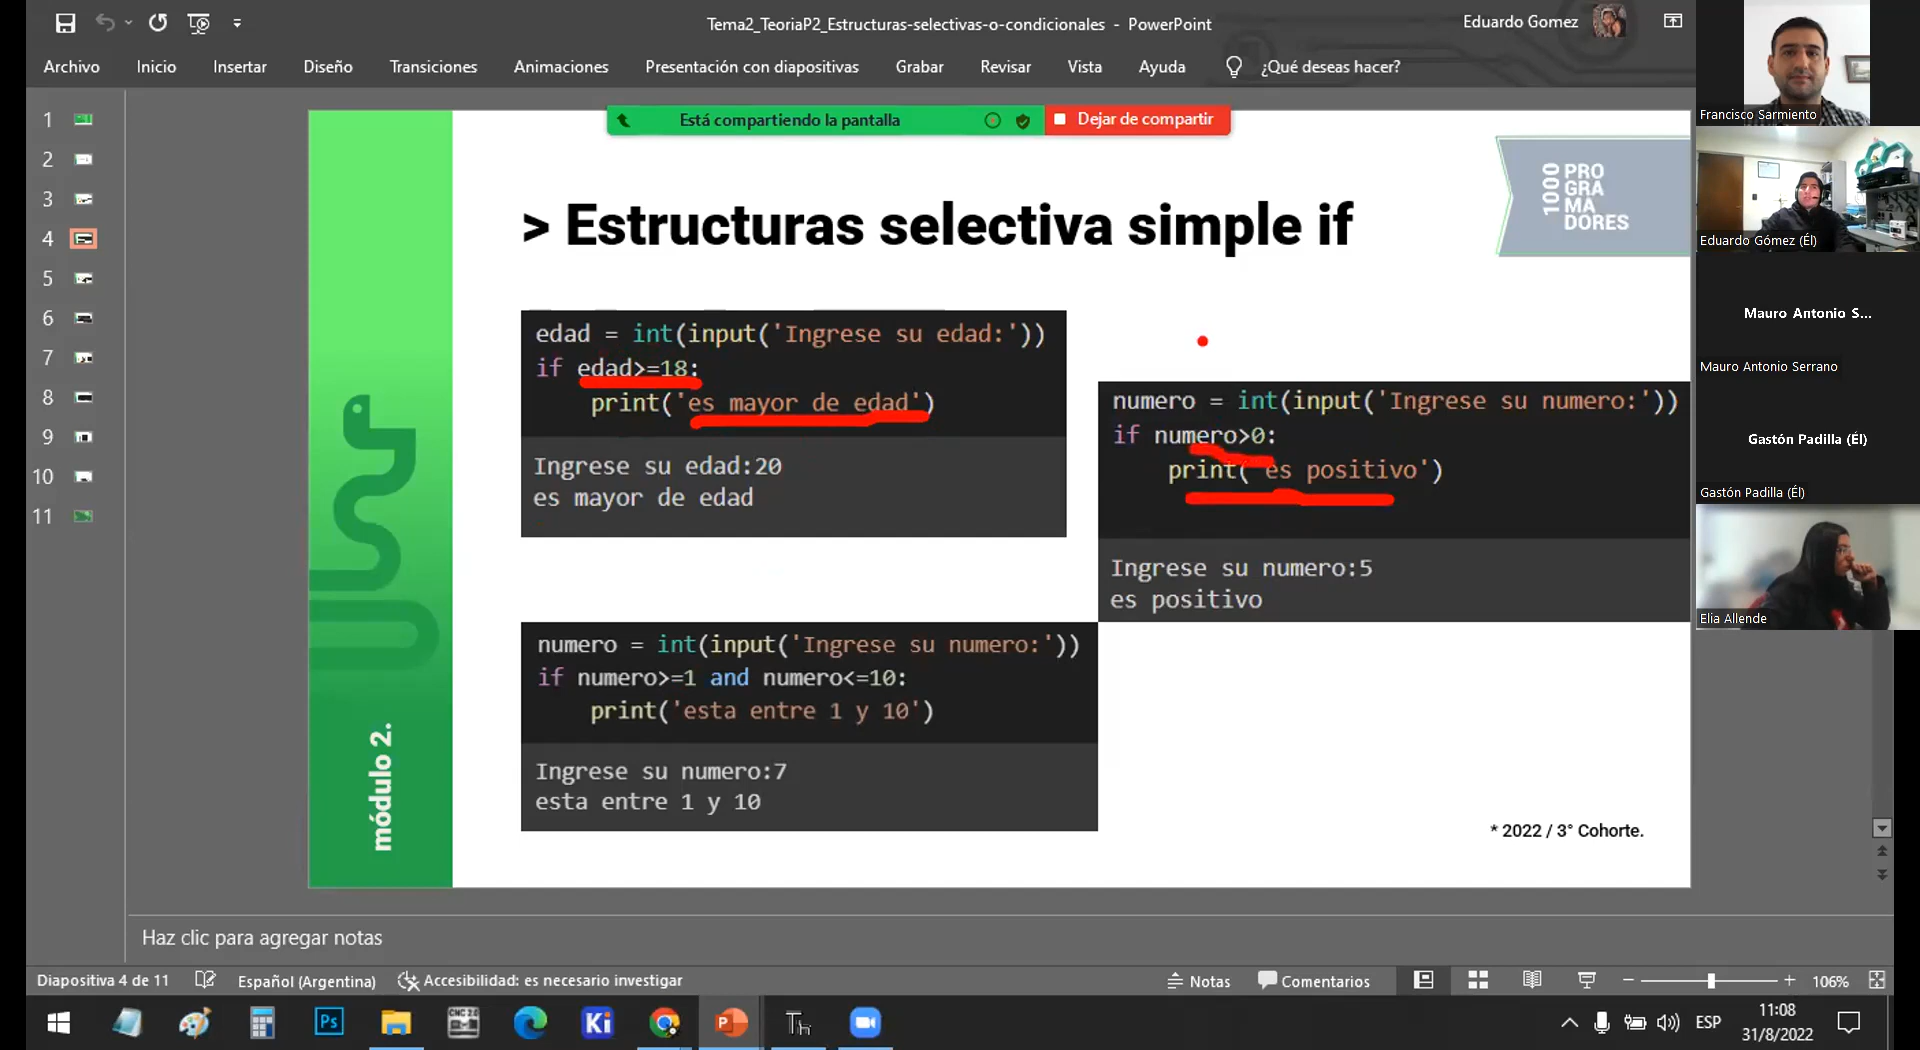 Tema2_TeoriaP2_Estructuras-selectivas-o-condicionales - PowerPoint
Eduardo Gomez
Archivo
Inicio
Insertar
Diseño
Transiciones
Animaciones
Presentación con diapositivas
Grabar
Revisar
Vista
Ayuda
¿Qué deseas hacer?
Está compartiendo la pantalla
Dejar de compartir
1
2
3
4
5
6
7
8
9
10
11
> Estructuras selectiva simple if
1000
PRO
GRA
MA
DORES
edad = int(input('Ingrese su edad:'))
if edad>=18:
print('es mayor de edad')
Ingrese su edad:20
es mayor de edad
numero = int(input('Ingrese su numero:'))
if numero>0:
print('es positivo')
Ingrese su numero:5
es positivo
numero = int(input('Ingrese su numero:'))
if numero>=1 and numero<=10:
print('esta entre 1 y 10')
Ingrese su numero:7
esta entre 1 y 10
módulo 2.
* 2022 / 3° Cohorte.
Francisco Sarmiento
Eduardo Gómez (Él)
Mauro Antonio S...
Mauro Antonio Serrano
Gastón Padilla (Él)
Gastón Padilla (Él)
Elia Allende
Haz clic para agregar notas
Diapositiva 4 de 11
Español (Argentina)
Accesibilidad: es necesario investigar
Notas
Comentarios
106%
Ps
CNC 2.0
Ki
P
Th
ESP
11:08
31/8/2022